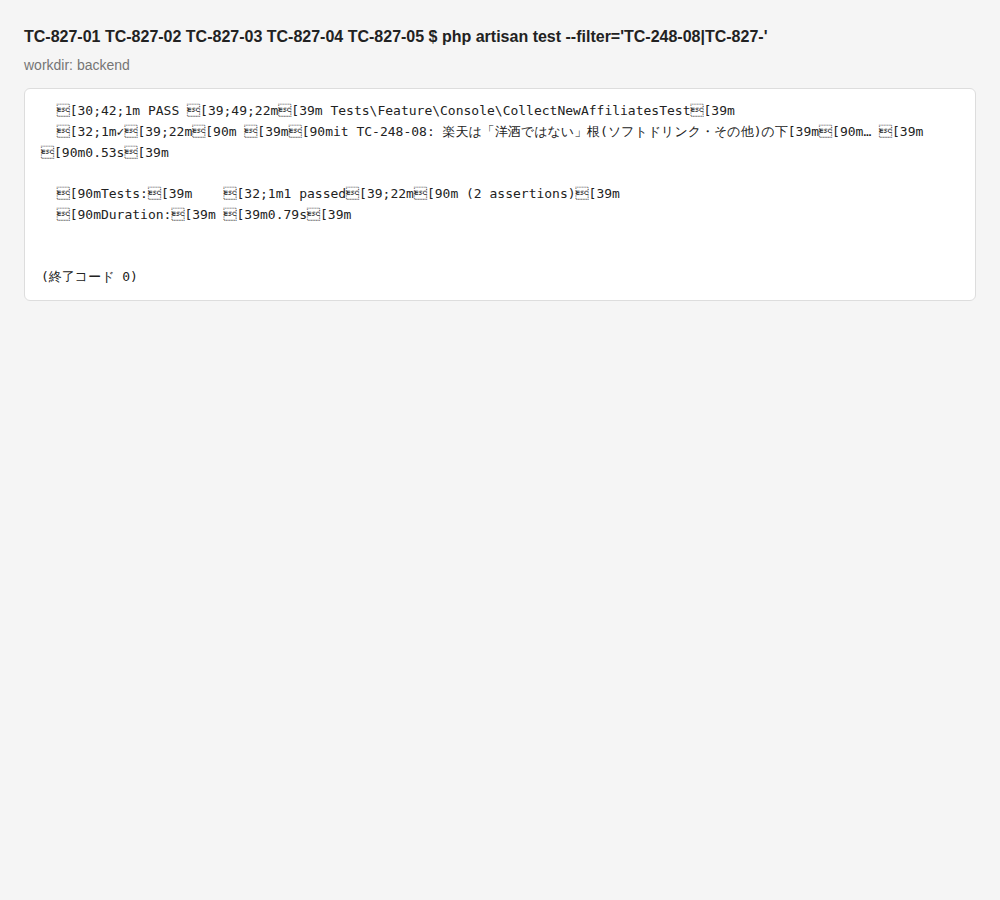 TC-827-01 TC-827-02 TC-827-03 TC-827-04 TC-827-05 $ php artisan test --filter='TC-248-08|TC-827-'
workdir: backend
␛[30;42;1m PASS ␛[39;49;22m␛[39m Tests\Feature\Console\CollectNewAffiliatesTest␛[39m
␛[32;1m✓␛[39;22m␛[90m ␛[39m␛[90mit TC-248-08: 楽天は「洋酒ではない」根(ソフトドリンク・その他)の下[39m␛[90m… ␛[39m
␛[90m0.53s␛[39m
␛[90mTests:␛[39m    ␛[32;1m1 passed␛[39;22m␛[90m (2 assertions)␛[39m
␛[90mDuration:␛[39m ␛[39m0.79s␛[39m
(終了コード 0)